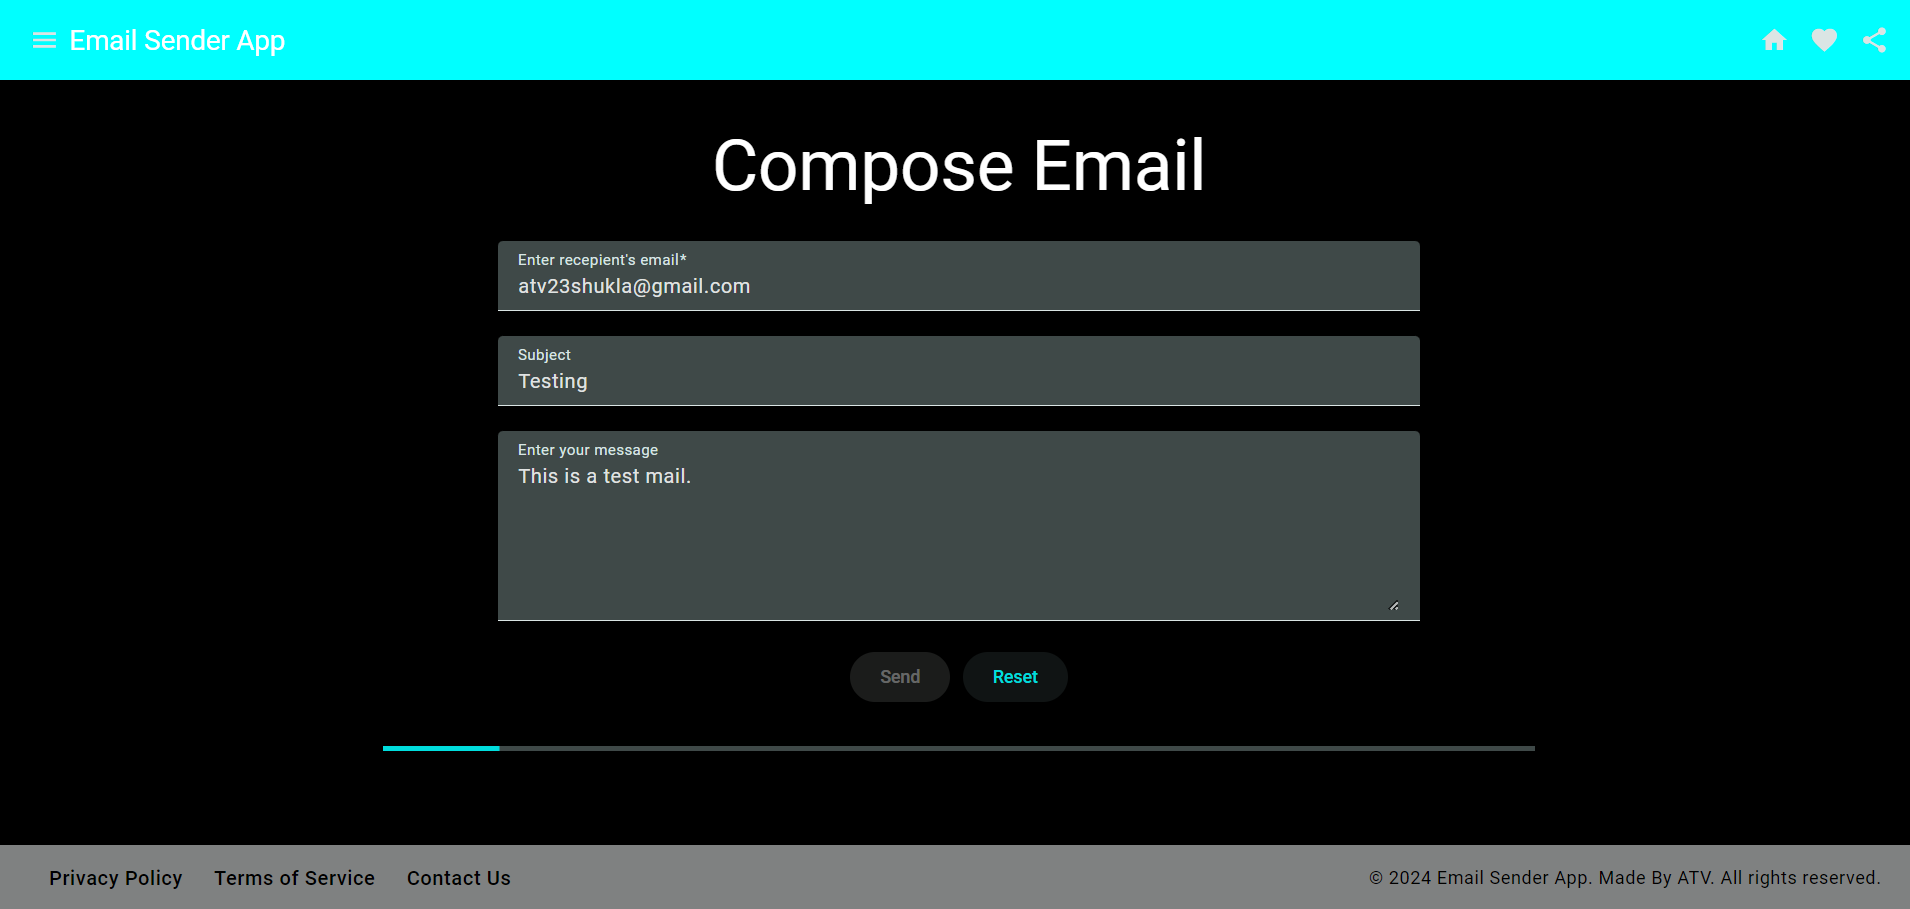 Email Sender App
Compose Email
Enter recepient's email*
atv23shukla@gmail.com
Subject
Testing
Enter your message
This is a test mail.
Send Reset
Privacy Policy Terms of Service Contact Us © 2024 Email Sender App. Made By ATV. All rights reserved.